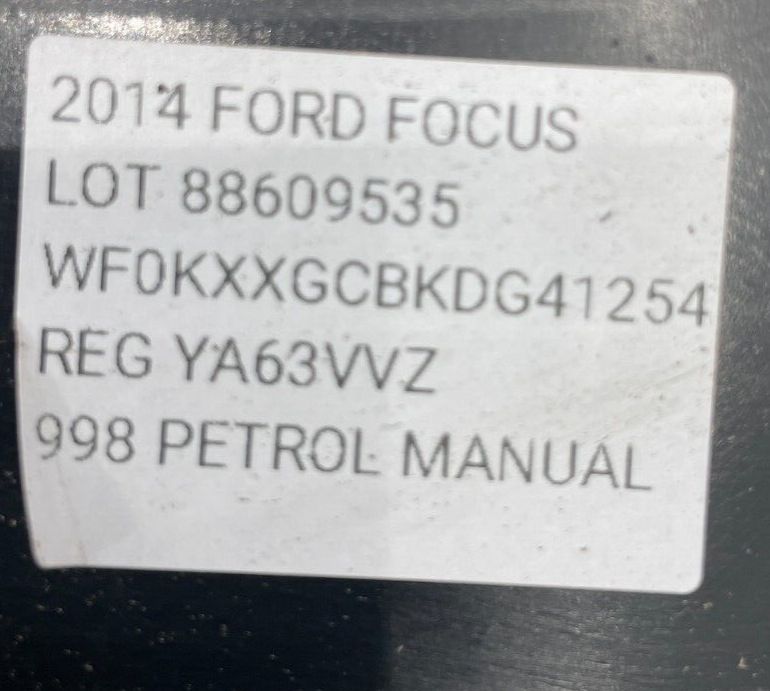 2014 FORD FOCUS
LOT 88609535
WF0KXXGCBKDG41254
REG YA63VVZ
998 PETROL MANUAL